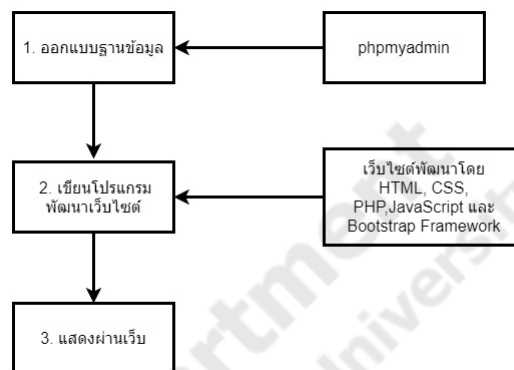 1. ออกแบบฐานข้อมูล
phpmyadmin
2. เขียนโปรแกรม
พัฒนาเว็บไซต์
เว็บไซต์พัฒนาโดย
HTML, CSS,
PHP,JavaScript และ
Bootstrap Framework
3. แสดงผ่านเว็บ